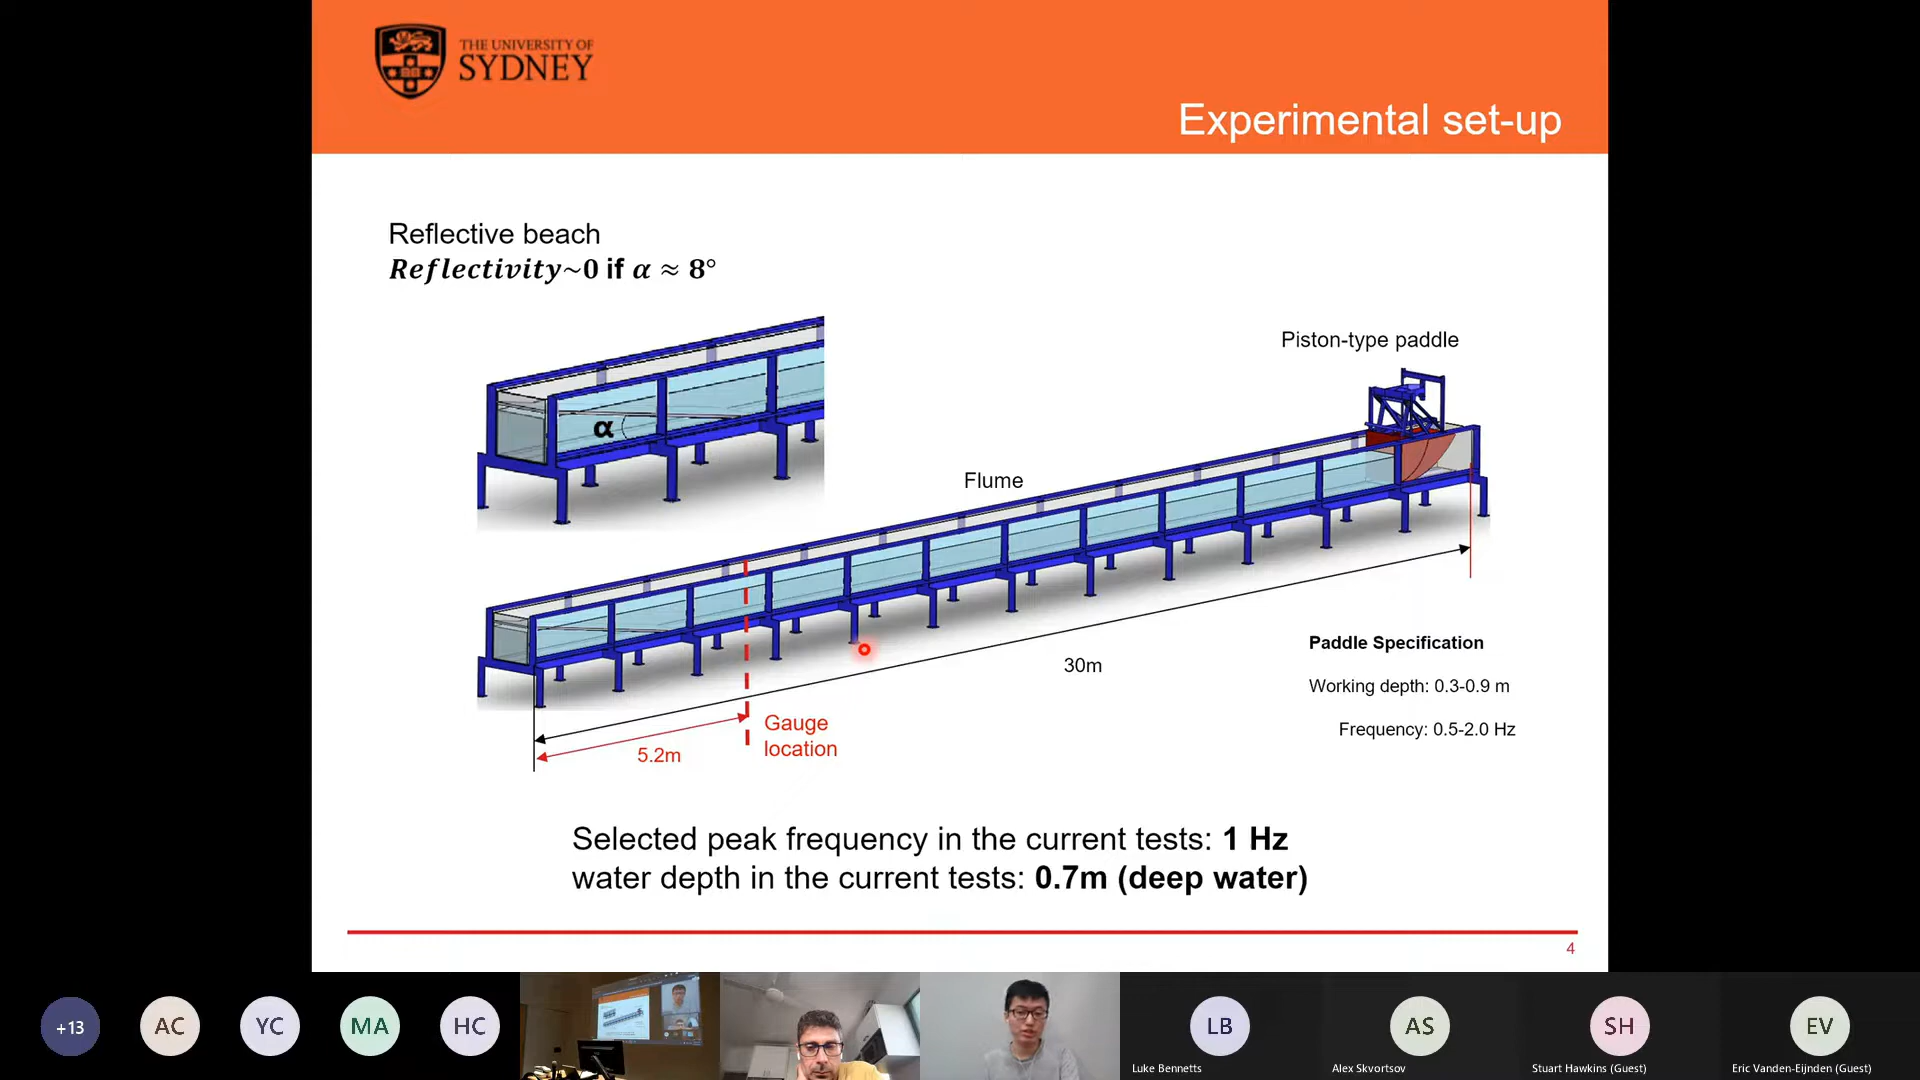 THE UNIVERSITY OF
SYDNEY
Experimental set-up
Reflective beach
Reflectivity~0 if α ≈ 8°
Piston-type paddle
α
Flume
Paddle Specification
30m
Working depth: 0.3-0.9 m
Gauge
location
Frequency: 0.5-2.0 Hz
5.2m
Selected peak frequency in the current tests: 1 Hz
water depth in the current tests: 0.7m (deep water)
4
+13
AC
YC
MA
HC
LB
AS
SH
EV
Luke Bennetts
Alex Skvortsov
Stuart Hawkins (Guest)
Eric Vanden-Eijnden (Guest)